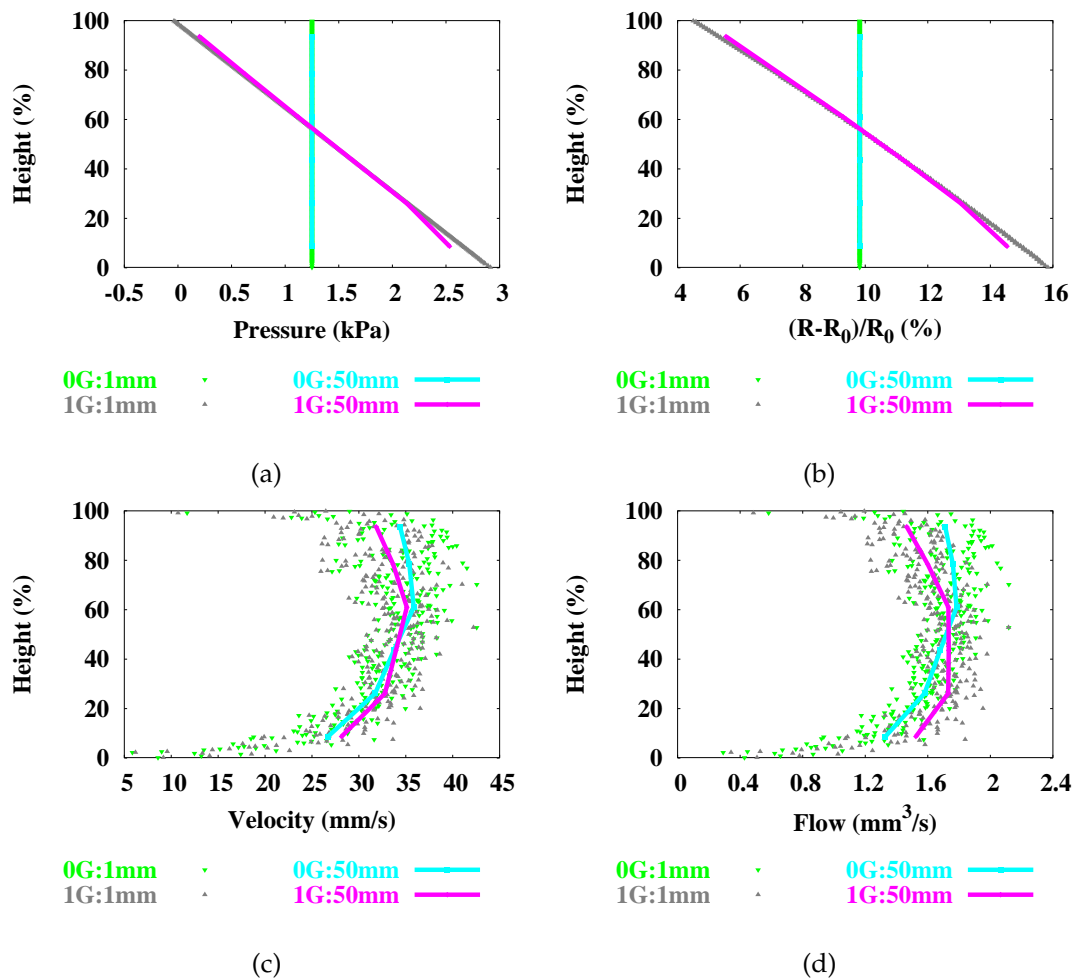 100
80
60
40
20
0
Height (%)
-0.5 0 0.5 1 1.5 2 2.5 3
Pressure (kPa)
0G:1mm 0G:50mm
1G:1mm 1G:50mm
(a)
100
80
60
40
20
0
Height (%)
4 6 8 10 12 14 16
(R-R0)/R0 (%)
0G:1mm 0G:50mm
1G:1mm 1G:50mm
(b)
100
80
60
40
20
0
Height (%)
5 10 15 20 25 30 35 40 45
Velocity (mm/s)
0G:1mm 0G:50mm
1G:1mm 1G:50mm
(c)
100
80
60
40
20
0
Height (%)
0 0.4 0.8 1.2 1.6 2 2.4
Flow (mm³/s)
0G:1mm 0G:50mm
1G:1mm 1G:50mm
(d)